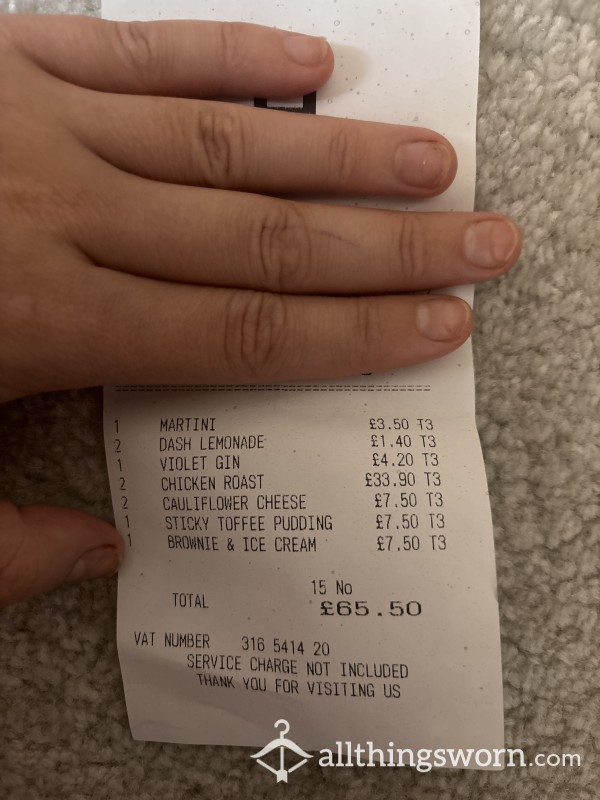 ===============================================
1 MARTINI £3.50 T3
2 DASH LEMONADE £1.40 T3
1 VIOLET GIN £4.20 T3
2 CHICKEN ROAST £33.90 T3
2 CAULIFLOWER CHEESE £7.50 T3
1 STICKY TOFFEE PUDDING £7.50 T3
1 BROWNIE & ICE CREAM £7.50 T3
15 No
TOTAL £65.50
VAT NUMBER 316 5414 20
SERVICE CHARGE NOT INCLUDED
THANK YOU FOR VISITING US
allthingsworn.com